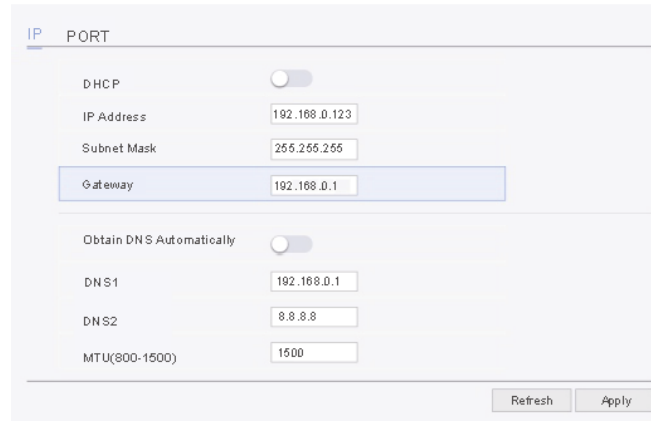 IP PORT
DHCP
IP Address 192.168.0.123
Subnet Mask 255.255.255
Gateway 192.168.0.1
Obtain DNS Automatically
DNS1 192.168.0.1
DNS2 8.8.8.8
MTU(800-1500) 1500
Refresh Apply